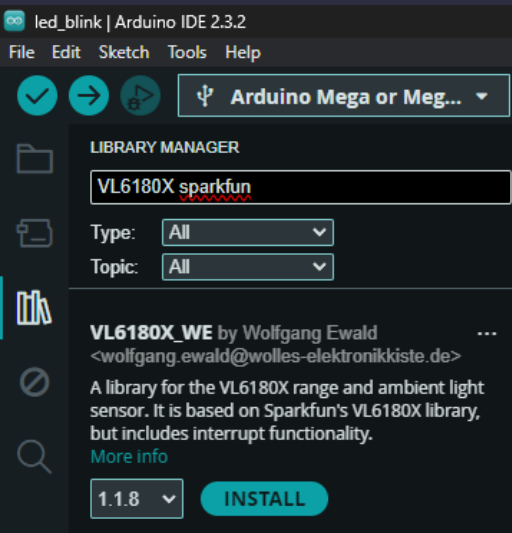 led_blink | Arduino IDE 2.3.2
File Edit Sketch Tools Help
Arduino Mega or Meg...
LIBRARY MANAGER
VL6180X sparkfun
Type: All
Topic: All
VL6180X_WE by Wolfgang Ewald
<wolfgang.ewald@wolles-elektronikkiste.de>
A library for the VL6180X range and ambient light
sensor. It is based on Sparkfun's VL6180X library,
but includes interrupt functionality.
More info
1.1.8 INSTALL